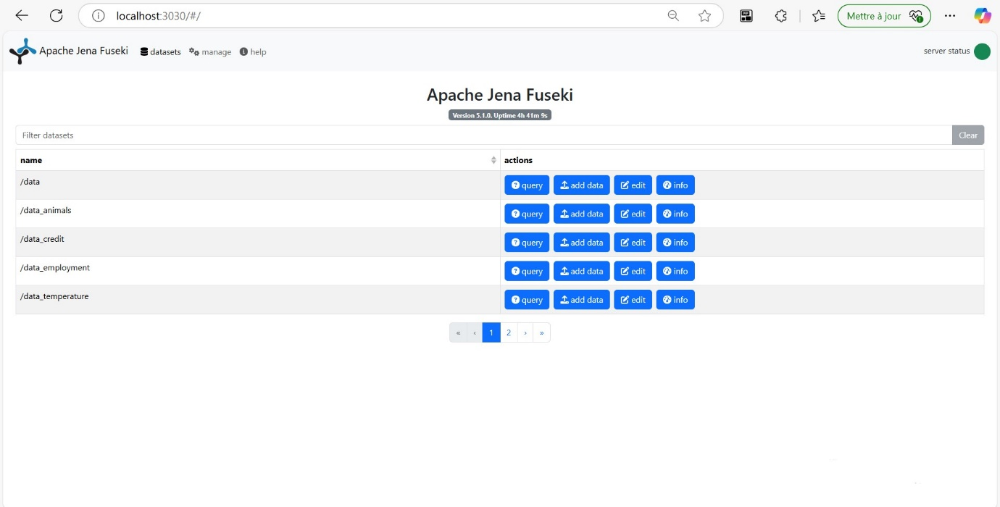 localhost:3030/#/
Mettre à jour
Apache Jena Fuseki datasets manage help server status
Apache Jena Fuseki
Version 5.1.0. Uptime 4h 41m 9s
Filter datasets Clear
name actions
/data query add data edit info
/data_animals query add data edit info
/data_credit query add data edit info
/data_employment query add data edit info
/data_temperature query add data edit info
« ‹ 1 2 › »